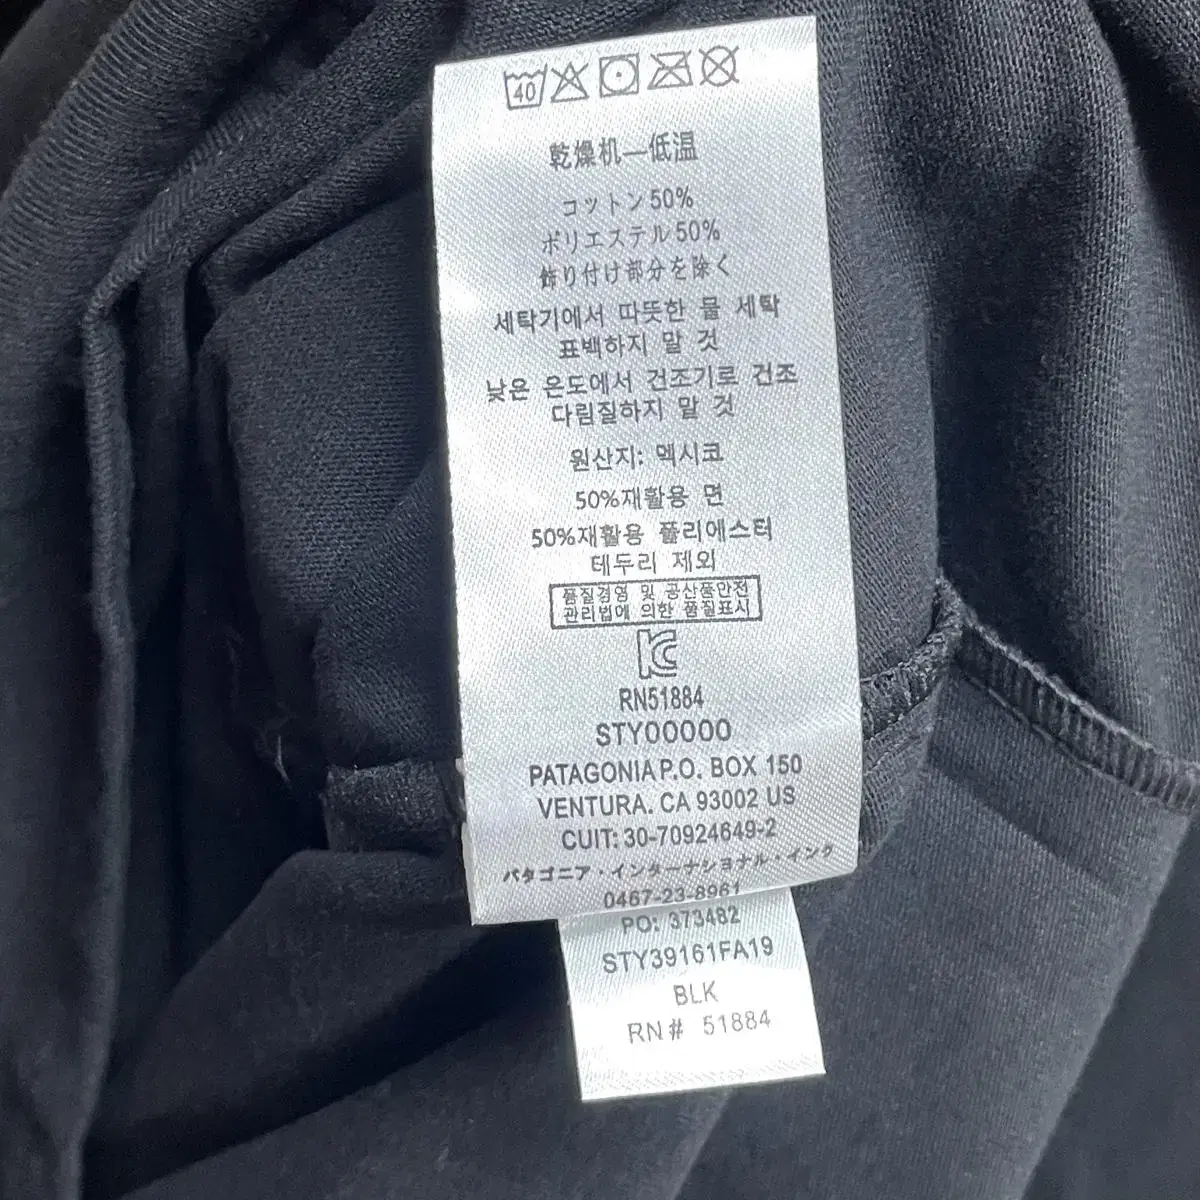 40
乾燥机—低温
コットン50%
ポリエステル50%
飾り付け部分を除く
세탁기에서 따뜻한 물 세탁
표백하지 말 것
낮은 온도에서 건조기로 건조
다림질하지 말 것
원산지: 멕시코
50%재활용 면
50%재활용 폴리에스터
테두리 제외
품질경영 및 공산품안전
관리법에 의한 품질표시
RN51884
STY00000
PATAGONIA P.O. BOX 150
VENTURA. CA 93002 US
CUIT: 30-70924649-2
パタゴニア・インターナショナル・インク
0467-23-8961
PO: 373482
STY39161FA19
BLK
RN# 51884